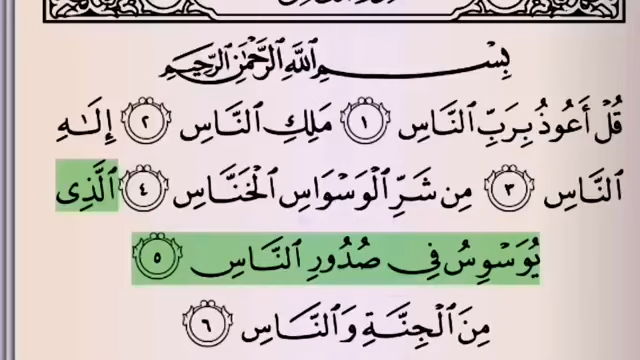 بِسْمِ ٱللَّهِ ٱلرَّحْمَٰنِ ٱلرَّحِيمِ
قُلْ أَعُوذُ بِرَبِّ ٱلنَّاسِ ١ مَلِكِ ٱلنَّاسِ ٢ إِلَٰهِ
ٱلنَّاسِ ٣ مِن شَرِّ ٱلْوَسْوَاسِ ٱلْخَنَّاسِ ٤ ٱلَّذِى
يُوَسْوِسُ فِى صُدُورِ ٱلنَّاسِ ٥
مِنَ ٱلْجِنَّةِ وَٱلنَّاسِ ٦